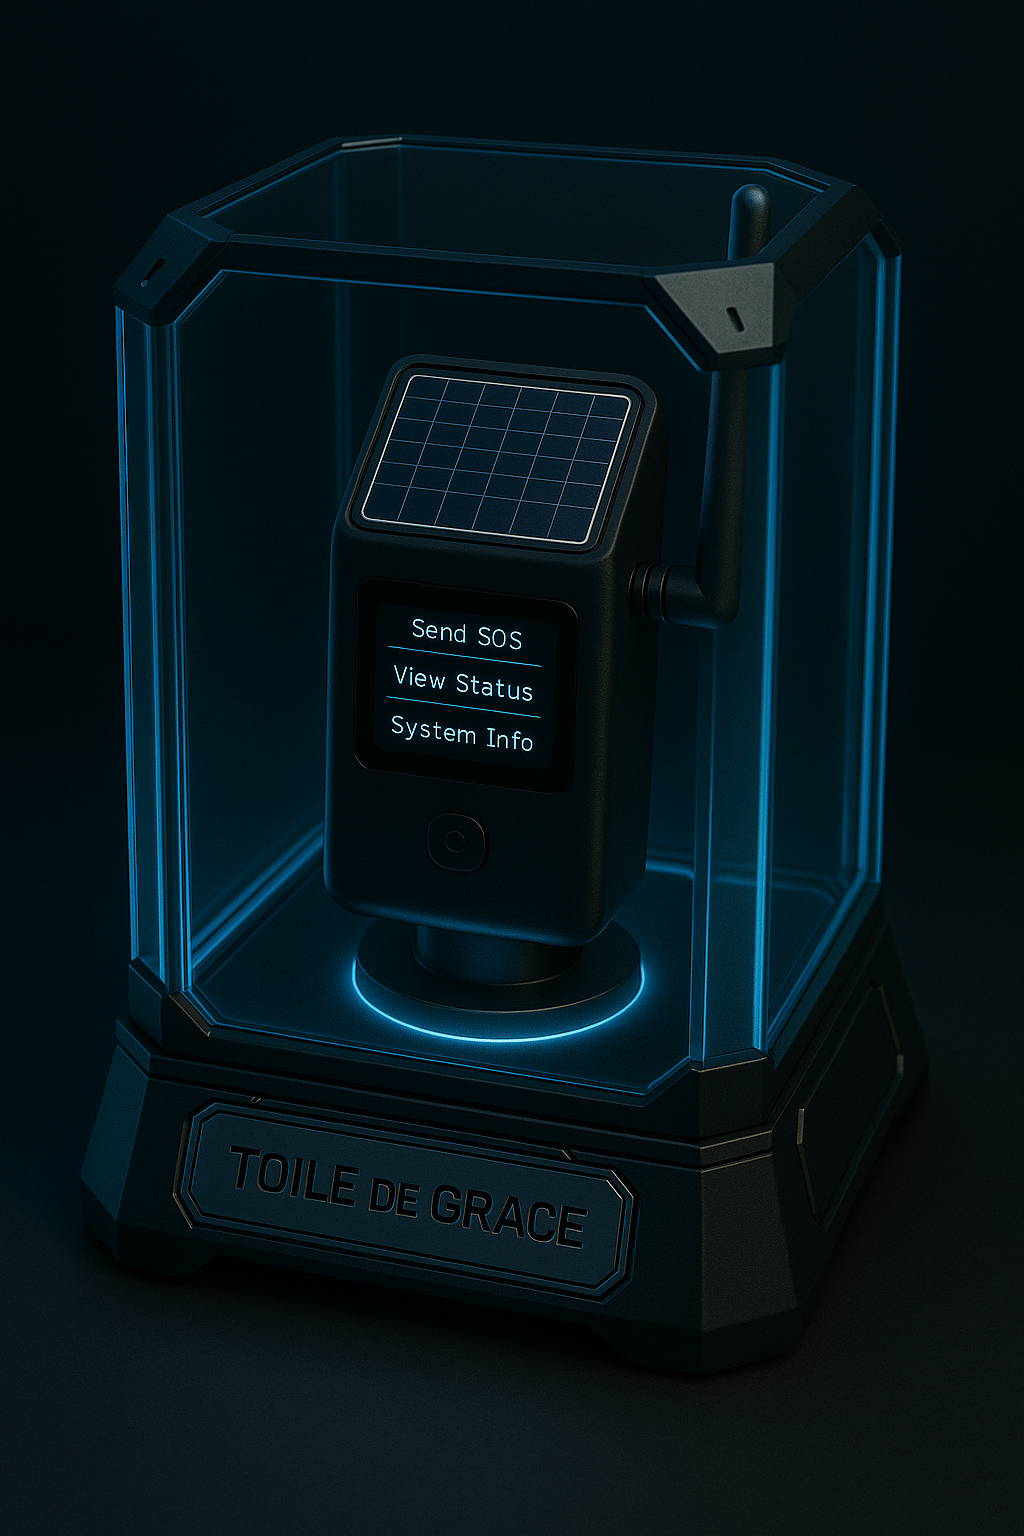 Send SOS
View Status
System Info
TOILE DE GRACE